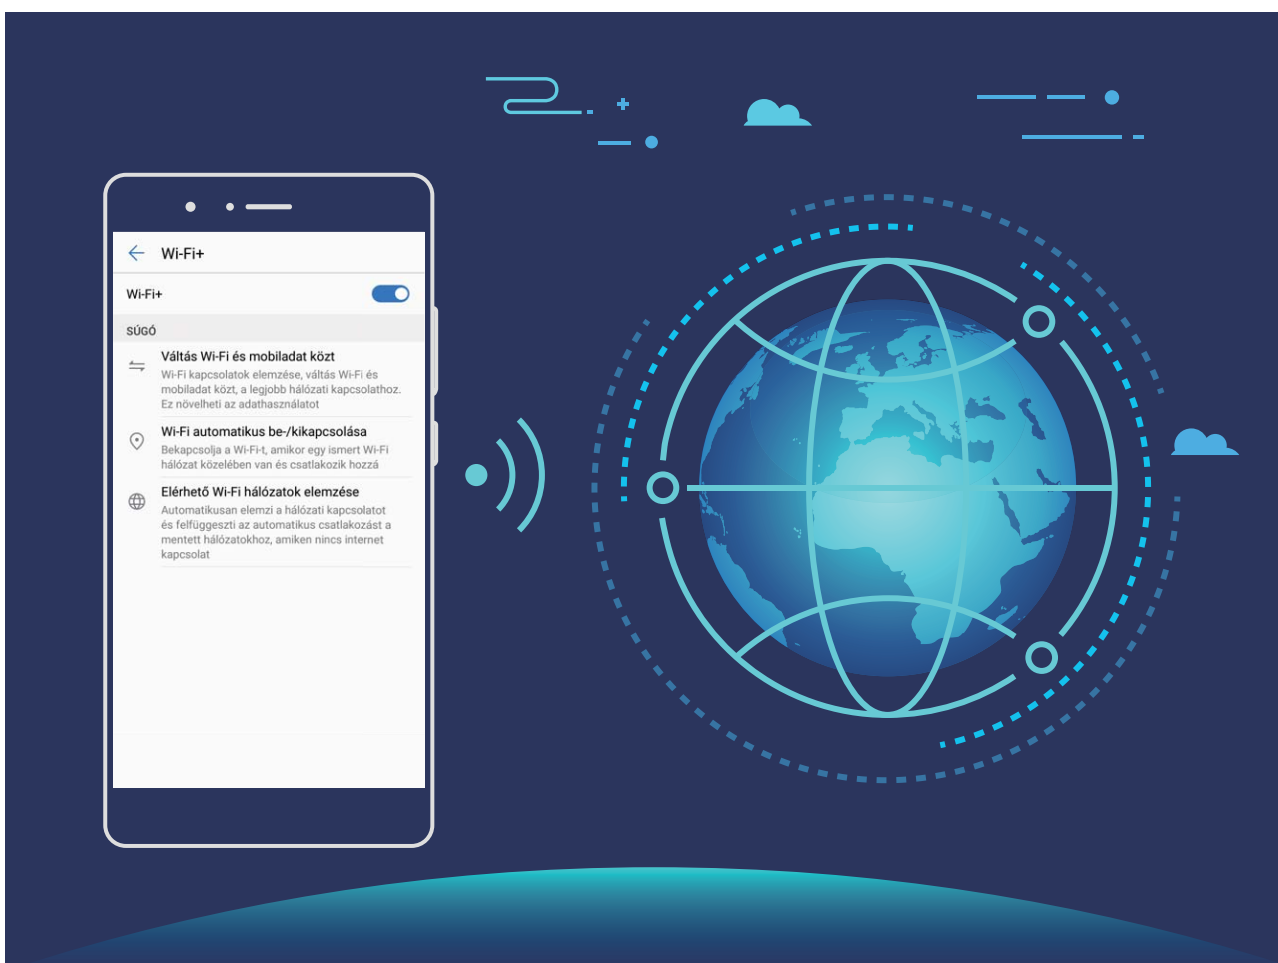 Wi-Fi+
Wi-Fi+
SÚGÓ
Váltás Wi-Fi és mobiladat közt
Wi-Fi kapcsolatok elemzése, váltás Wi-Fi és
mobiladat közt, a legjobb hálózati kapcsolathoz.
Ez növelheti az adathasználatot
Wi-Fi automatikus be-/kikapcsolása
Bekapcsolja a Wi-Fi-t, amikor egy ismert Wi-Fi
hálózat közelében van és csatlakozik hozzá
Elérhető Wi-Fi hálózatok elemzése
Automatikusan elemzi a hálózati kapcsolatot
és felfüggeszti az automatikus csatlakozást a
mentett hálózatokhoz, amiken nincs internet
kapcsolat